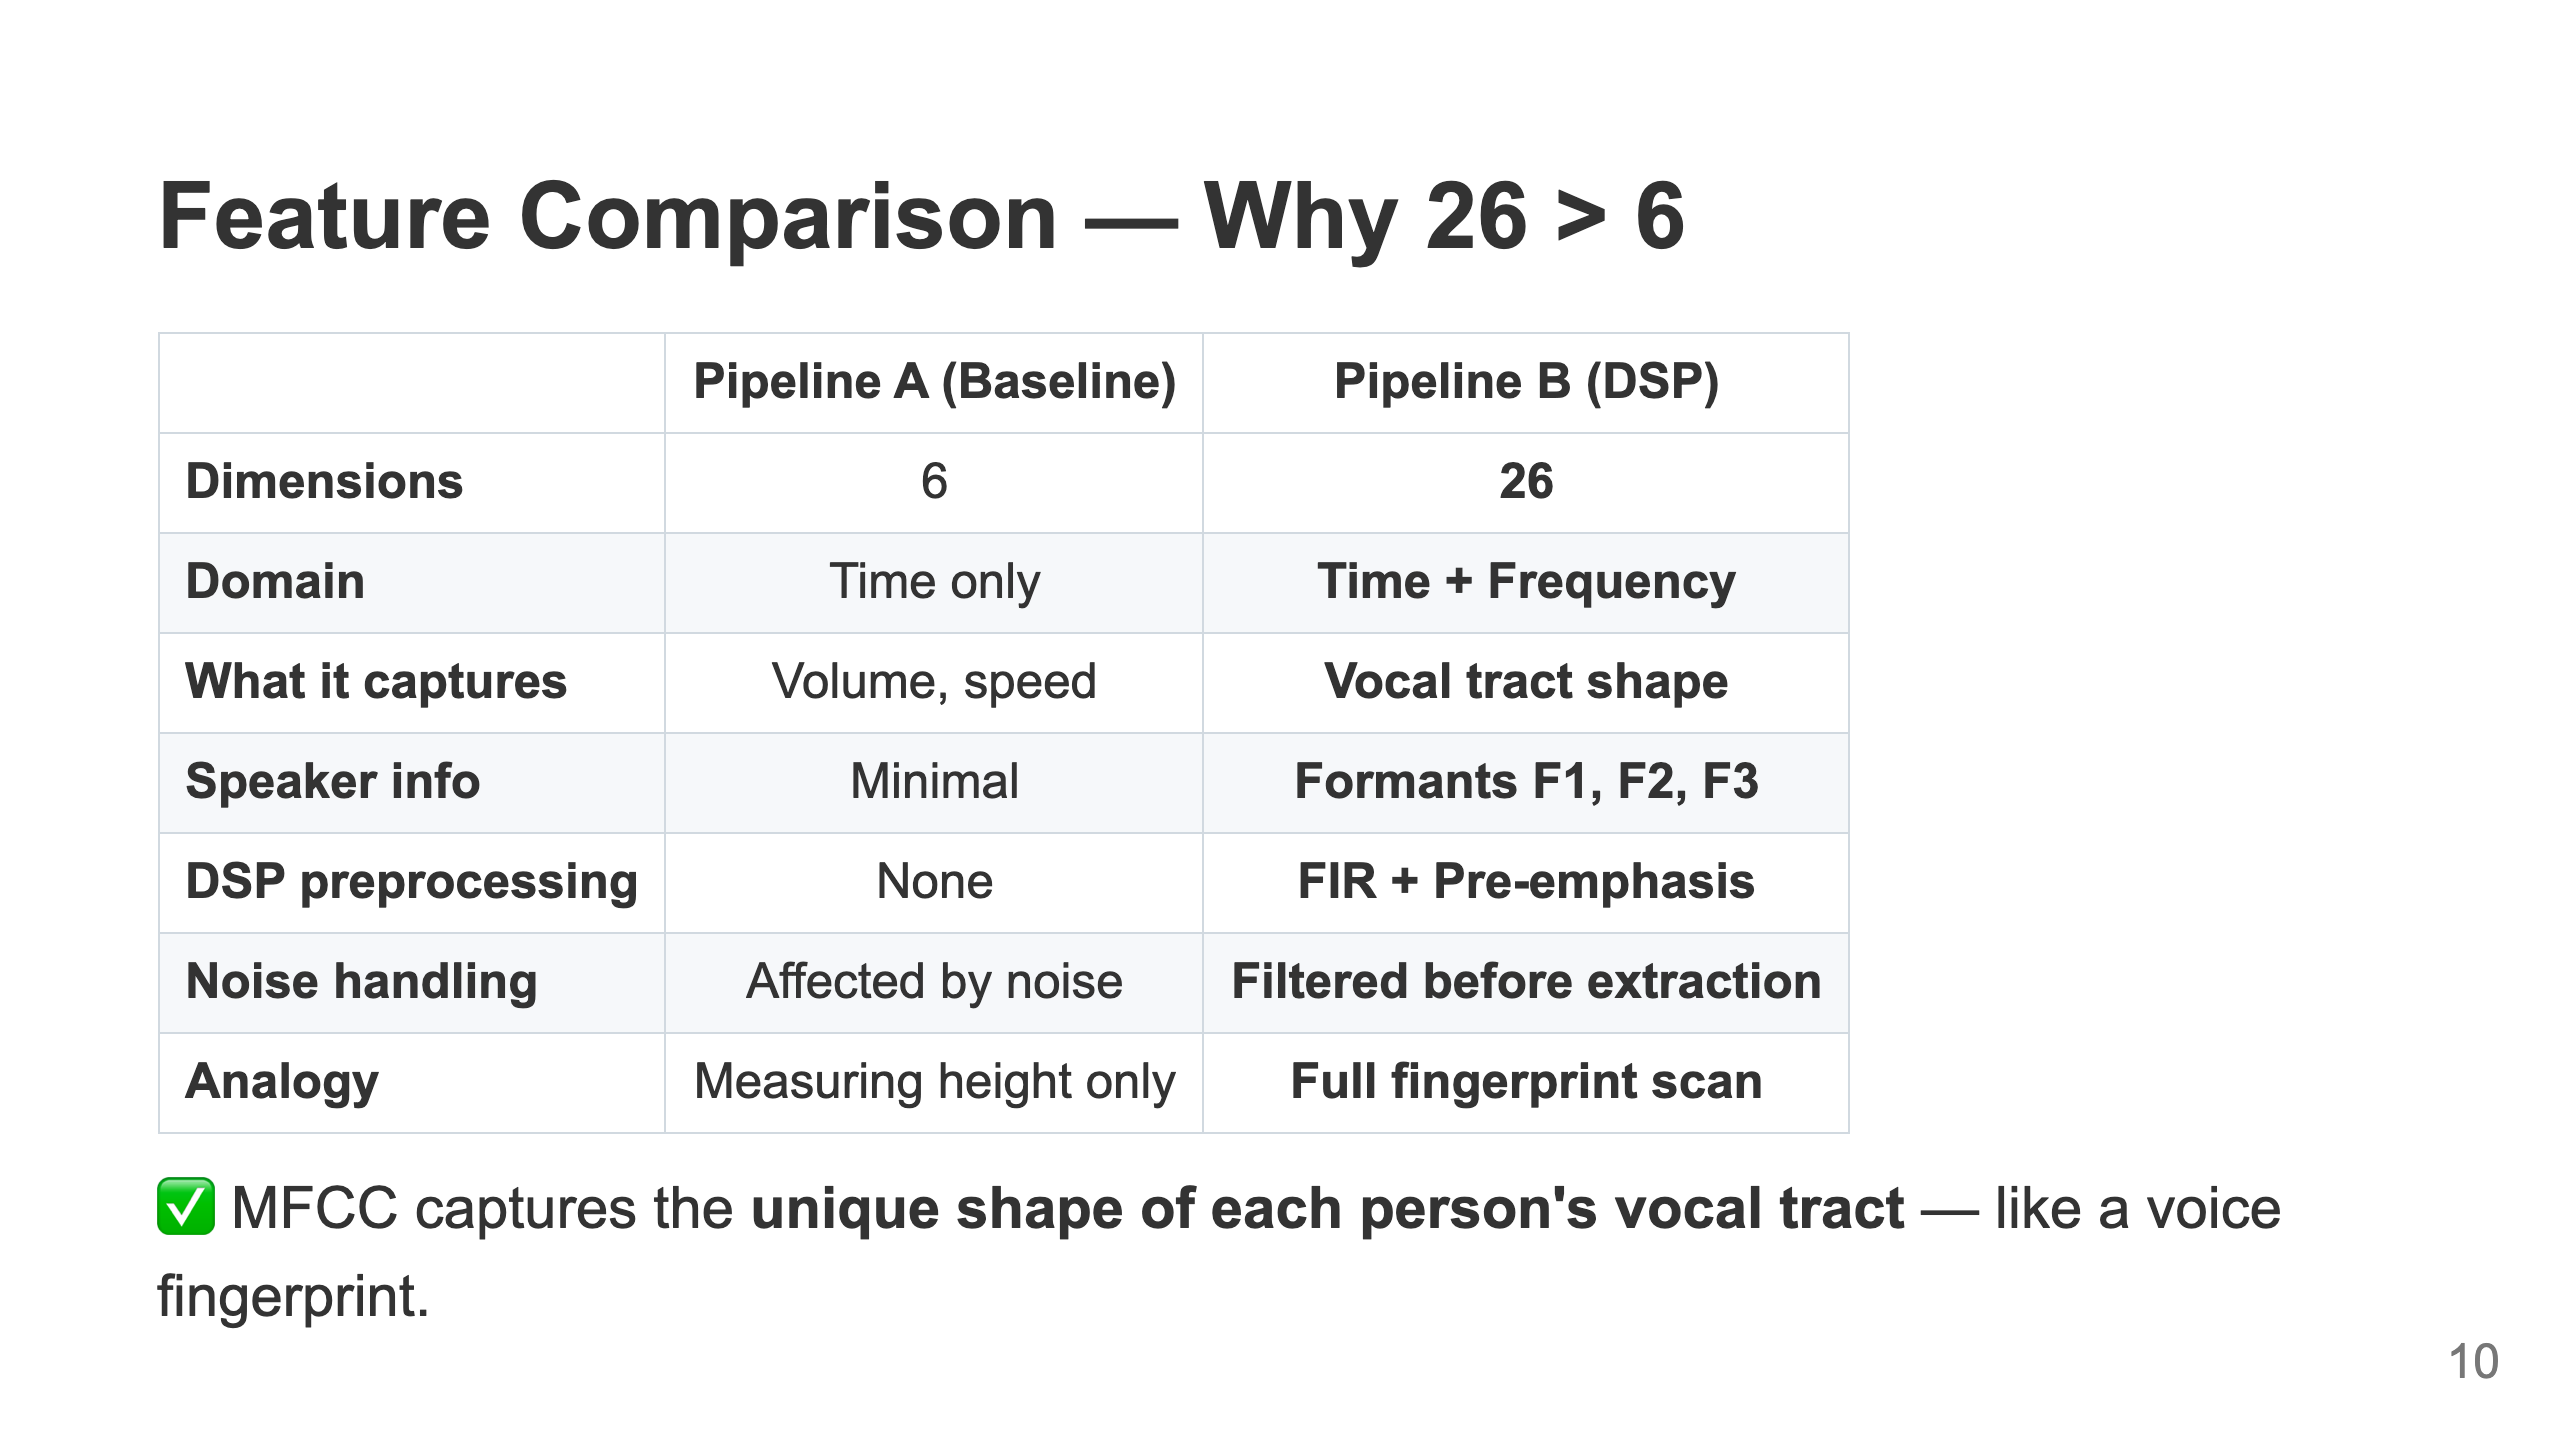 Feature Comparison — Why 26 > 6
Pipeline A (Baseline) Pipeline B (DSP)
Dimensions 6 26
Domain Time only Time + Frequency
What it captures Volume, speed Vocal tract shape
Speaker info Minimal Formants F1, F2, F3
DSP preprocessing None FIR + Pre-emphasis
Noise handling Affected by noise Filtered before extraction
Analogy Measuring height only Full fingerprint scan
✅ MFCC captures the unique shape of each person's vocal tract — like a voice
fingerprint.
10